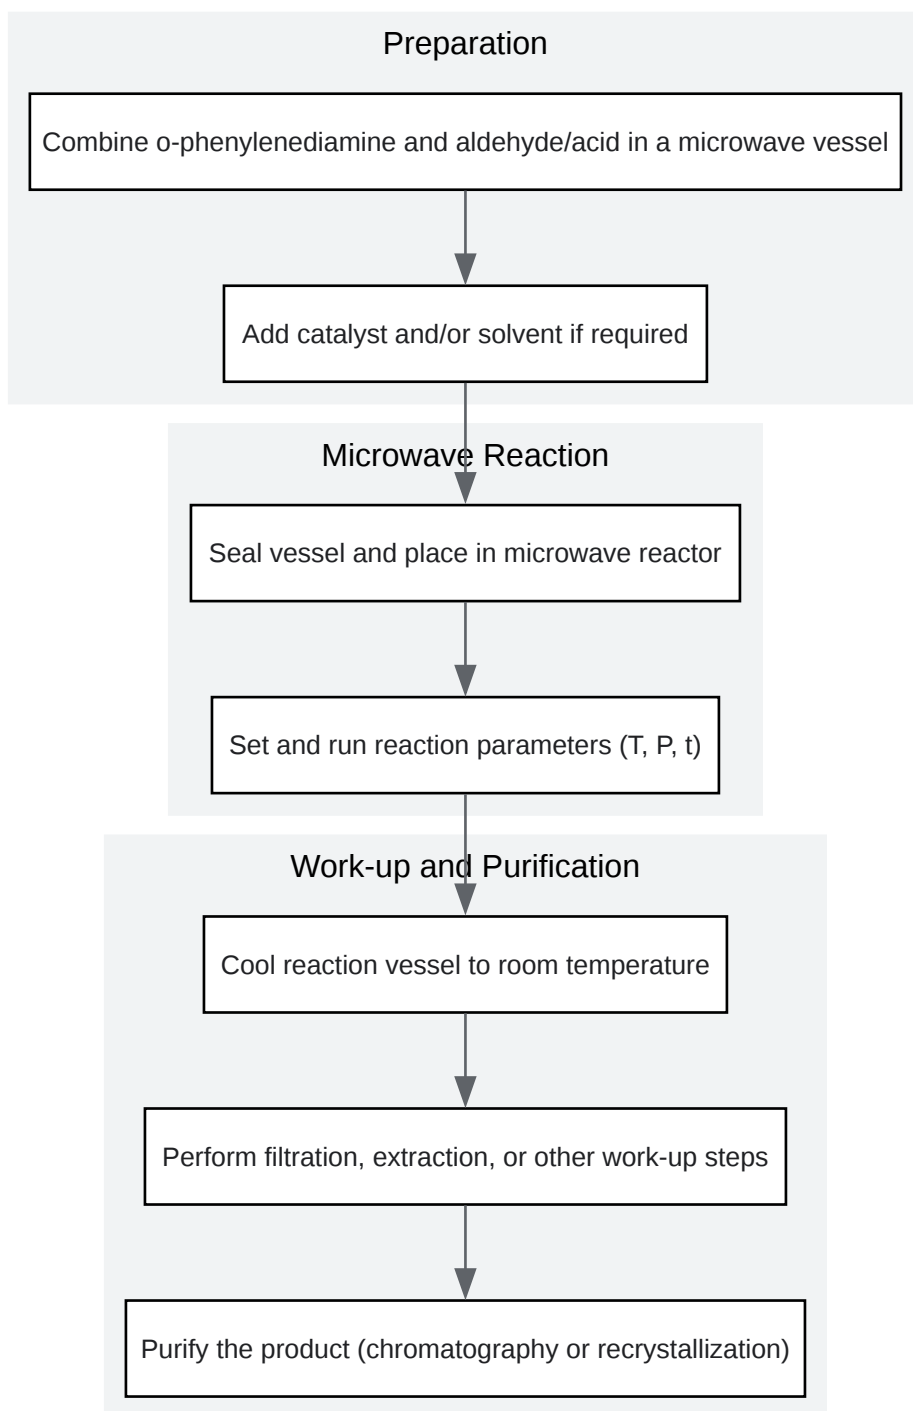 Preparation
Combine o-phenylenediamine and aldehyde/acid in a microwave vessel
Add catalyst and/or solvent if required
Microwave Reaction
Seal vessel and place in microwave reactor
Set and run reaction parameters (T, P, t)
Work-up and Purification
Cool reaction vessel to room temperature
Perform filtration, extraction, or other work-up steps
Purify the product (chromatography or recrystallization)